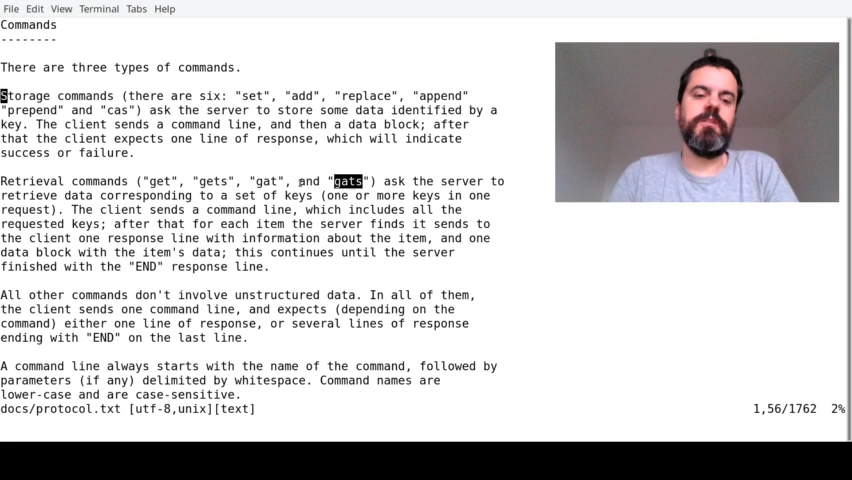 File Edit View Terminal Tabs Help
Commands
--------
There are three types of commands.
Storage commands (there are six: "set", "add", "replace", "append"
"prepend" and "cas") ask the server to store some data identified by a
key. The client sends a command line, and then a data block; after
that the client expects one line of response, which will indicate
success or failure.
Retrieval commands ("get", "gets", "gat", and "gats") ask the server to
retrieve data corresponding to a set of keys (one or more keys in one
request). The client sends a command line, which includes all the
requested keys; after that for each item the server finds it sends to
the client one response line with information about the item, and one
data block with the item's data; this continues until the server
finished with the "END" response line.
All other commands don't involve unstructured data. In all of them,
the client sends one command line, and expects (depending on the
command) either one line of response, or several lines of response
ending with "END" on the last line.
A command line always starts with the name of the command, followed by
parameters (if any) delimited by whitespace. Command names are
lower-case and are case-sensitive.
docs/protocol.txt [utf-8,unix][text] 1,56/1762 2%